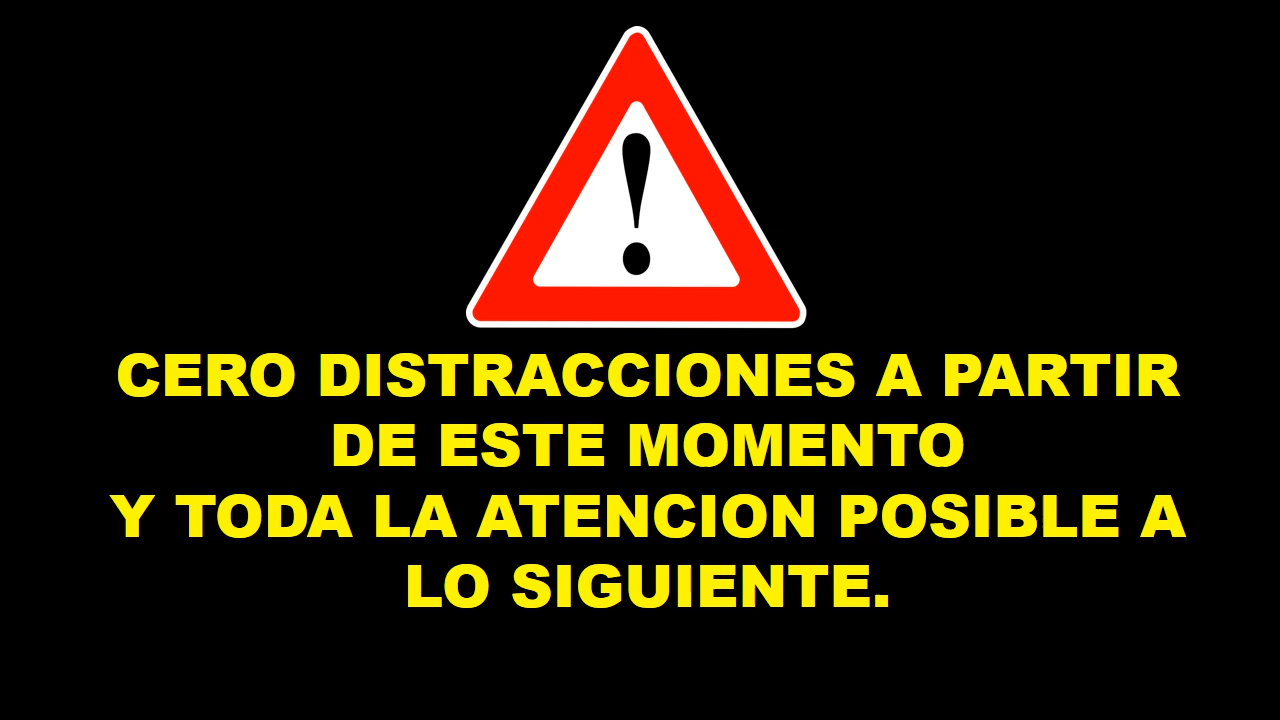 CERO DISTRACCIONES A PARTIR
DE ESTE MOMENTO
Y TODA LA ATENCION POSIBLE A
LO SIGUIENTE.